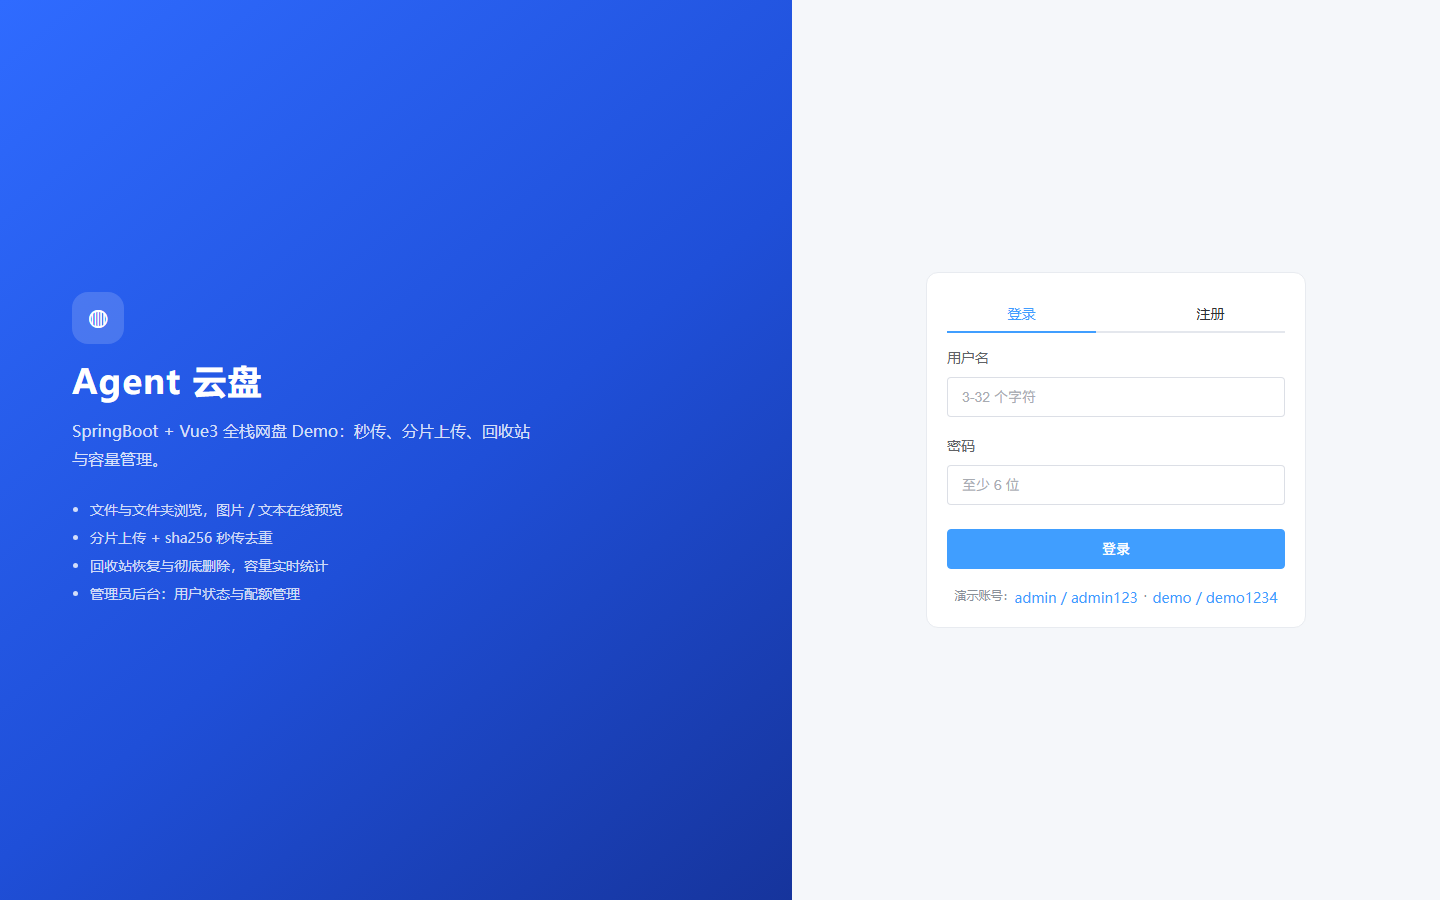 Agent 云盘
SpringBoot + Vue3 全栈网盘 Demo：秒传、分片上传、回收站
与容量管理。
文件与文件夹浏览，图片 / 文本在线预览
分片上传 + sha256 秒传去重
回收站恢复与彻底删除，容量实时统计
管理员后台：用户状态与配额管理
登录 注册
用户名
3-32 个字符
密码
至少 6 位
登录
演示账号： admin / admin123 · demo / demo1234